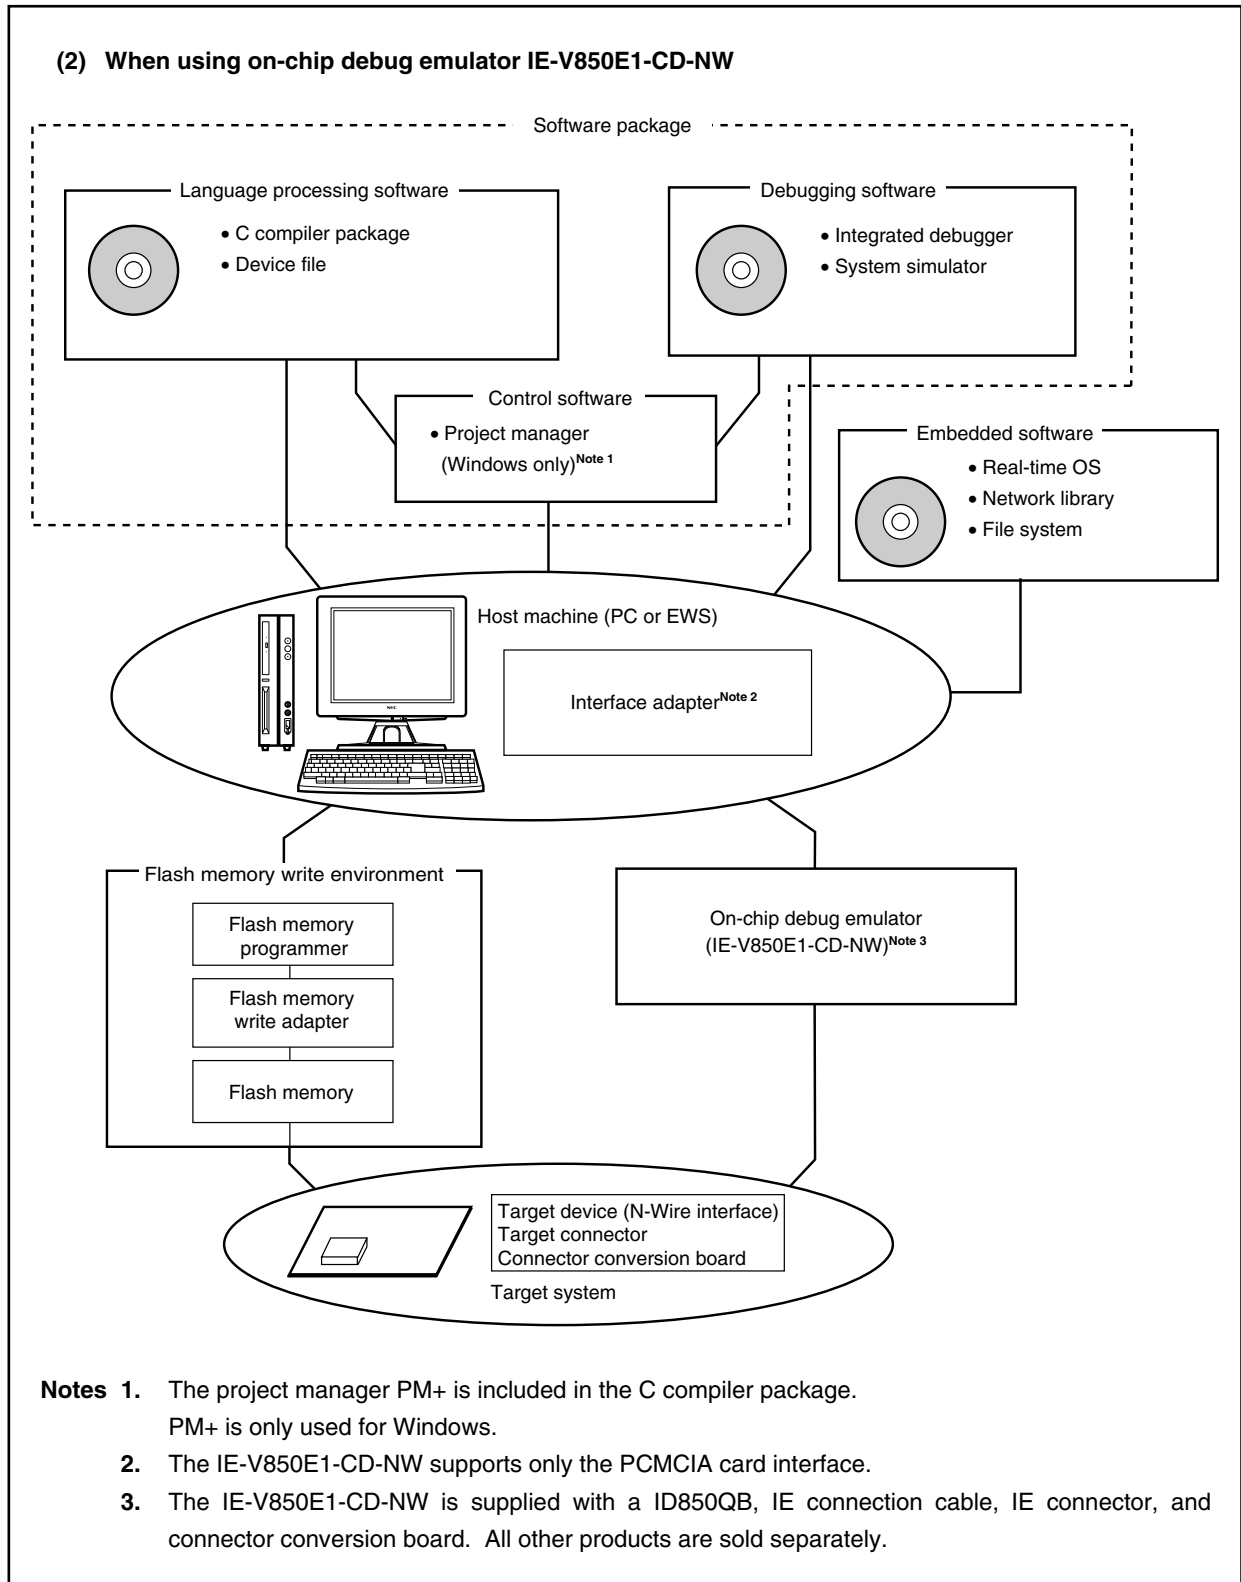 (2) When using on-chip debug emulator IE-V850E1-CD-NW
Software package
Language processing software
• C compiler package
• Device file
Debugging software
• Integrated debugger
• System simulator
Control software
• Project manager
(Windows only)Note 1
Embedded software
• Real-time OS
• Network library
• File system
Host machine (PC or EWS)
Interface adapterNote 2
NEC
Flash memory write environment
Flash memory
programmer
Flash memory
write adapter
Flash memory
On-chip debug emulator
(IE-V850E1-CD-NW)Note 3
Target device (N-Wire interface)
Target connector
Connector conversion board
Target system
Notes 1. The project manager PM+ is included in the C compiler package.
PM+ is only used for Windows.
2. The IE-V850E1-CD-NW supports only the PCMCIA card interface.
3. The IE-V850E1-CD-NW is supplied with a ID850QB, IE connection cable, IE connector, and
connector conversion board. All other products are sold separately.